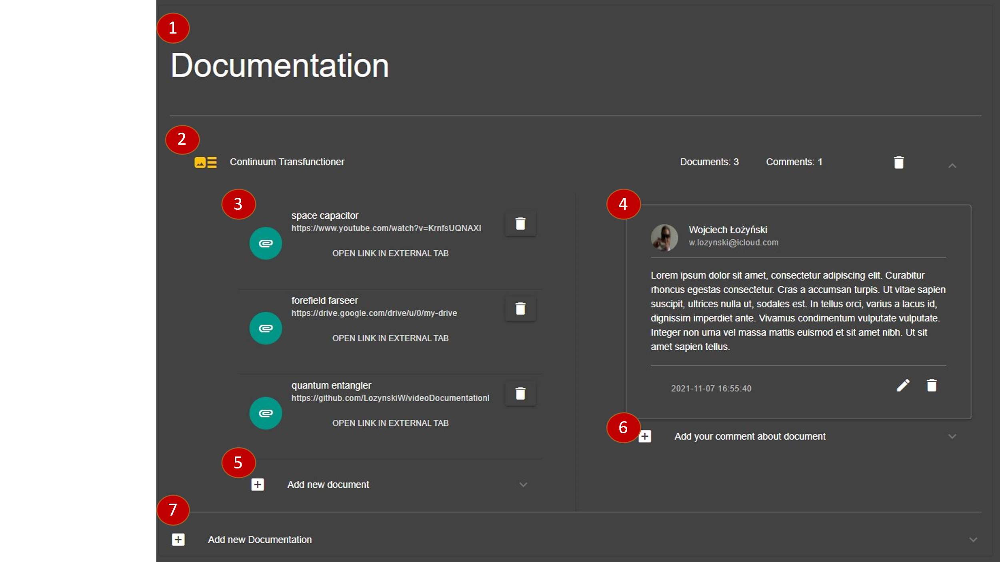 1
Documentation
2
Continuum Transfunctioner
Documents: 3
Comments: 1
3
space capacitor
https://www.youtube.com/watch?v=KrnfsUQNAXI
OPEN LINK IN EXTERNAL TAB
forefield farseer
https://drive.google.com/drive/u/0/my-drive
OPEN LINK IN EXTERNAL TAB
quantum entangler
https://github.com/LozynskiW/videoDocumentationI
OPEN LINK IN EXTERNAL TAB
5
Add new document
4
Wojciech Łożyński
w.lozynski@icloud.com
Lorem ipsum dolor sit amet, consectetur adipiscing elit. Curabitur
rhoncus egestas consectetur. Cras a accumsan turpis. Ut vitae sapien
suscipit, ultrices nulla ut, sodales est. In tellus orci, varius a lacus id,
dignissim imperdiet ante. Vivamus condimentum vulputate vulputate.
Integer non urna vel massa mattis euismod et sit amet nibh. Ut sit
amet sapien tellus.
2021-11-07 16:55:40
6
Add your comment about document
7
Add new Documentation